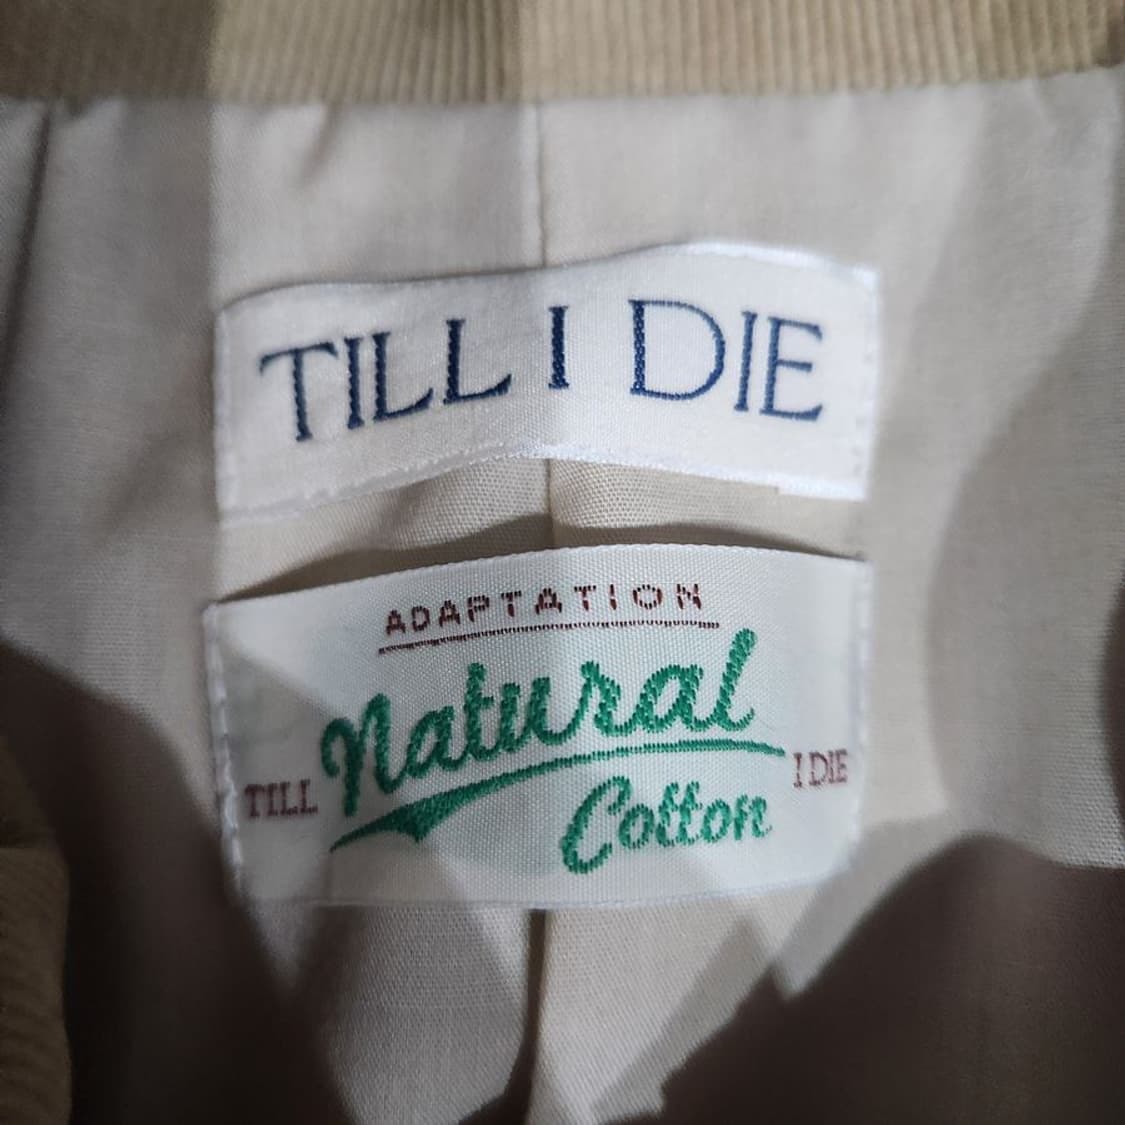 TILL I DIE
ADAPTATION
Natural
TILL I DIE
Cotton